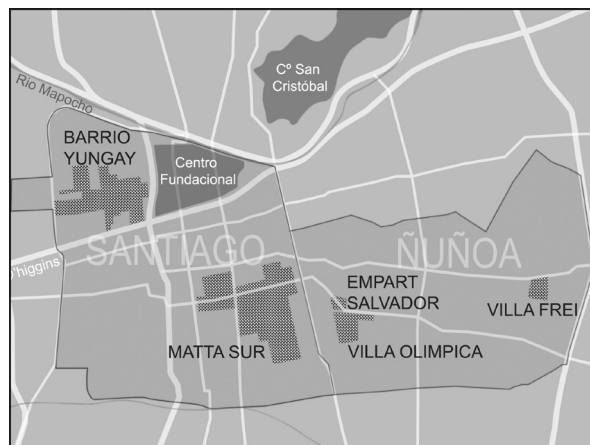 Cº San
Cristóbal
Rio Mapocho
BARRIO
YUNGAY
Centro
Fundacional
SANTIAGO
ÑUÑOA
'higgins
EMPART
SALVADOR
VILLA FREI
MATTA SUR
VILLA OLIMPICA